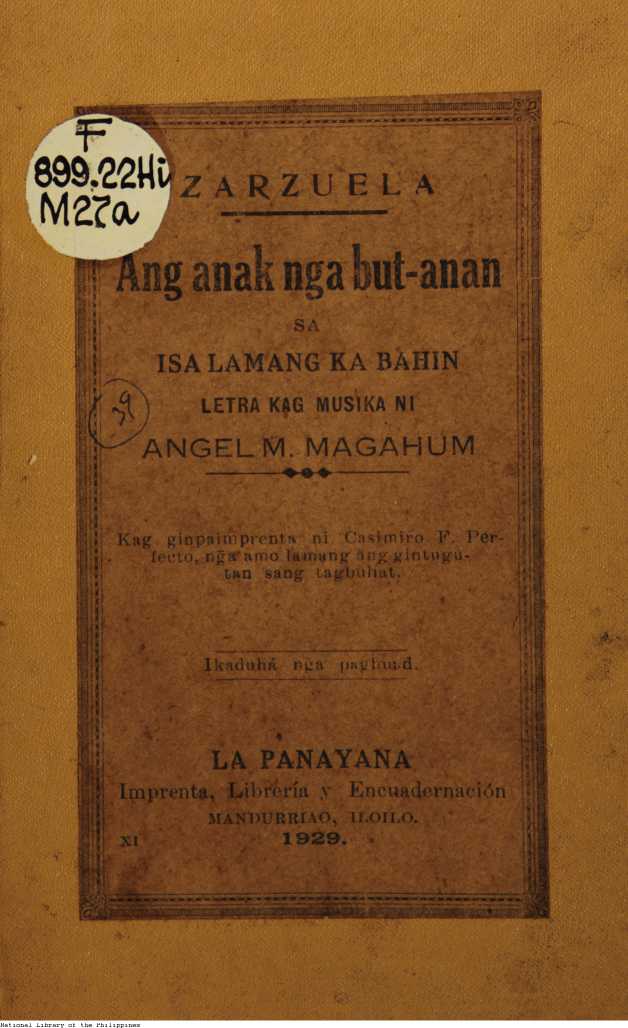 F
899.22Hi
M27a
ZARZUELA
Ang anak nga but-anan
SA
ISA LAMANG KA BAHIN
LETRA KAG MUSIKA NI
39
ANGEL M. MAGAHUM
Kag ginpaimprenta ni Casimiro F. Per-
fecto, nga amo lamang ang gintugu-
tan sang tagbuhat.
Ikaduhá nga
LA PANAYANA
Imprenta, Librería y Encuadernación
MANDURRIAO, ILOILO.
XI 1929.
National Library of the Philippines